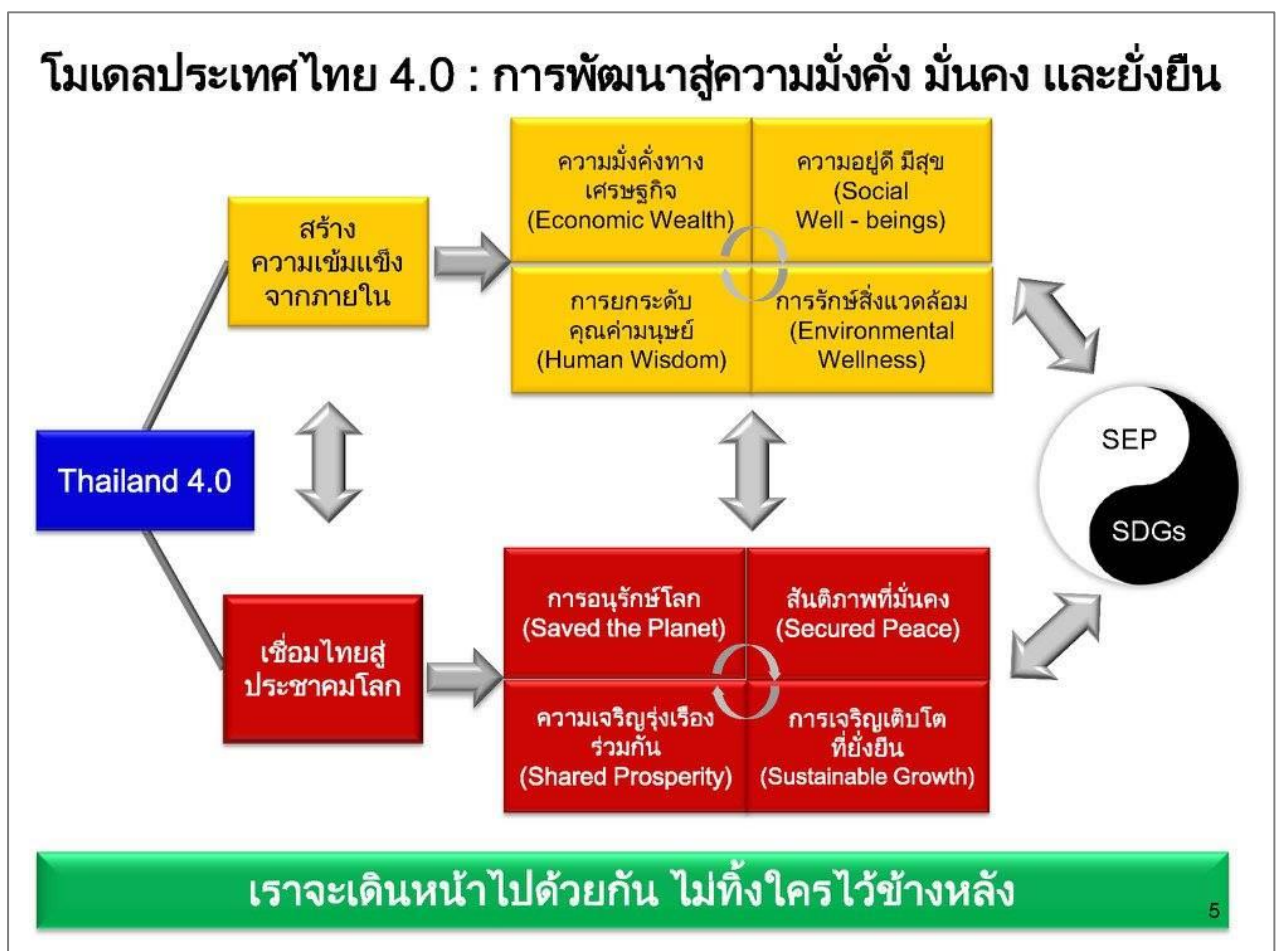 โมเดลประเทศไทย 4.0 : การพัฒนาสู่ความมั่งคั่ง มั่นคง และยั่งยืน
ความมั่งคั่งทาง
เศรษฐกิจ
(Economic Wealth)
ความอยู่ดี มีสุข
(Social
Well - beings)
สร้าง
ความเข้มแข็ง
จากภายใน
การยกระดับ
คุณค่ามนุษย์
(Human Wisdom)
การรักษ์สิ่งแวดล้อม
(Environmental
Wellness)
Thailand 4.0
SEP
SDGs
เชื่อมไทยสู่
ประชาคมโลก
การอนุรักษ์โลก
(Saved the Planet)
สันติภาพที่มั่นคง
(Secured Peace)
ความเจริญรุ่งเรือง
ร่วมกัน
(Shared Prosperity)
การเจริญเติบโต
ที่ยั่งยืน
(Sustainable Growth)
เราจะเดินหน้าไปด้วยกัน ไม่ทิ้งใครไว้ข้างหลัง
5